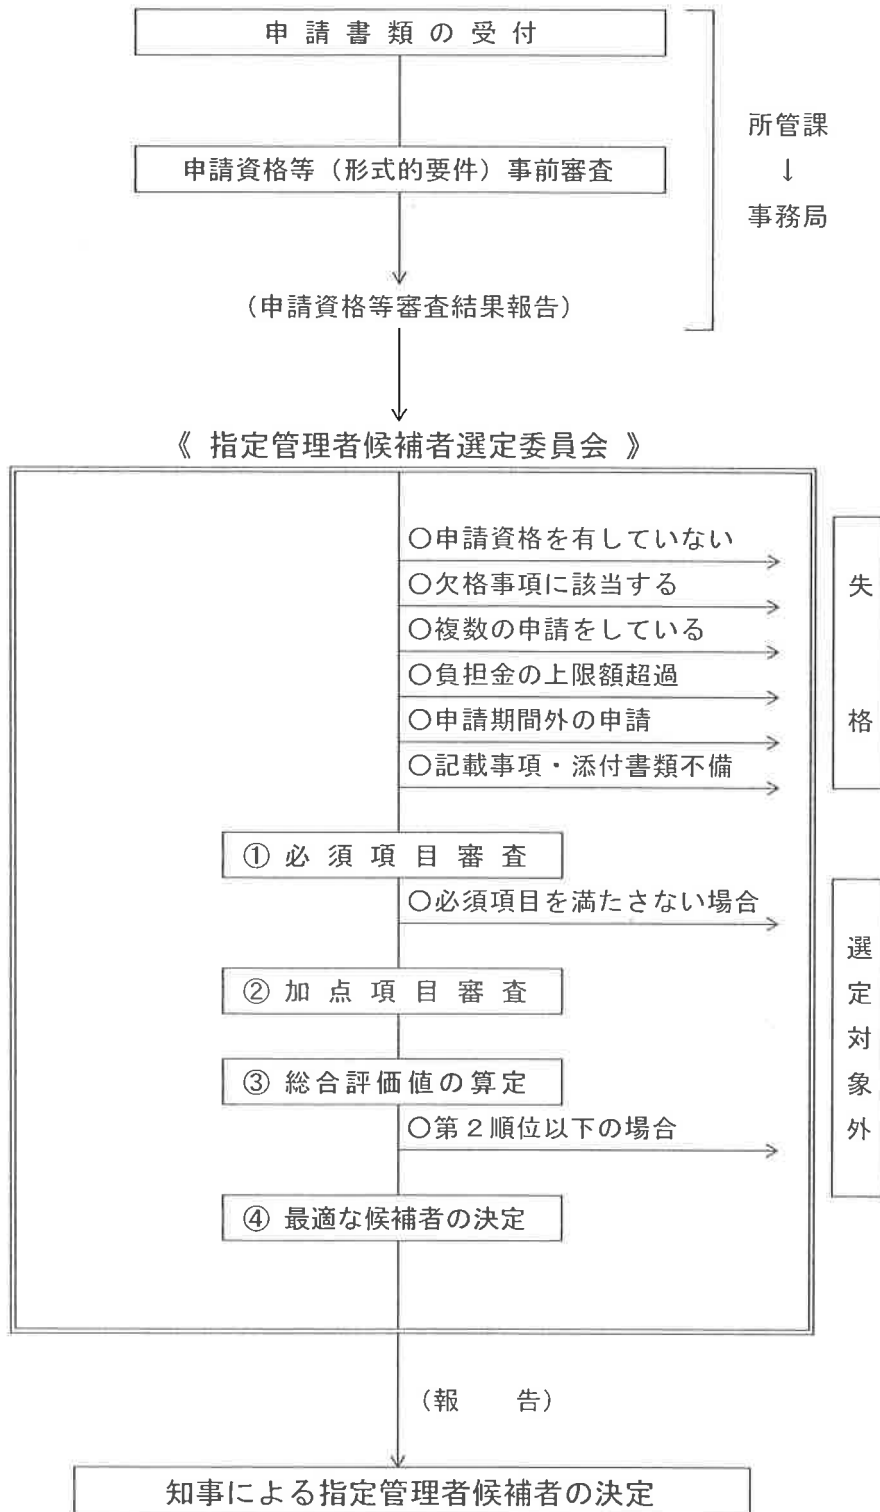 申請書類の受付
申請資格等（形式的要件）事前審査
（申請資格等審査結果報告）
所管課
↓
事務局
《 指定管理者候補者選定委員会 》
○申請資格を有していない
○欠格事項に該当する
○複数の申請をしている
○負担金の上限額超過
○申請期間外の申請
○記載事項・添付書類不備
失格
① 必須項目審査
○必須項目を満たさない場合
② 加点項目審査
③ 総合評価値の算定
○第２順位以下の場合
選定対象外
④ 最適な候補者の決定
（報　告）
知事による指定管理者候補者の決定